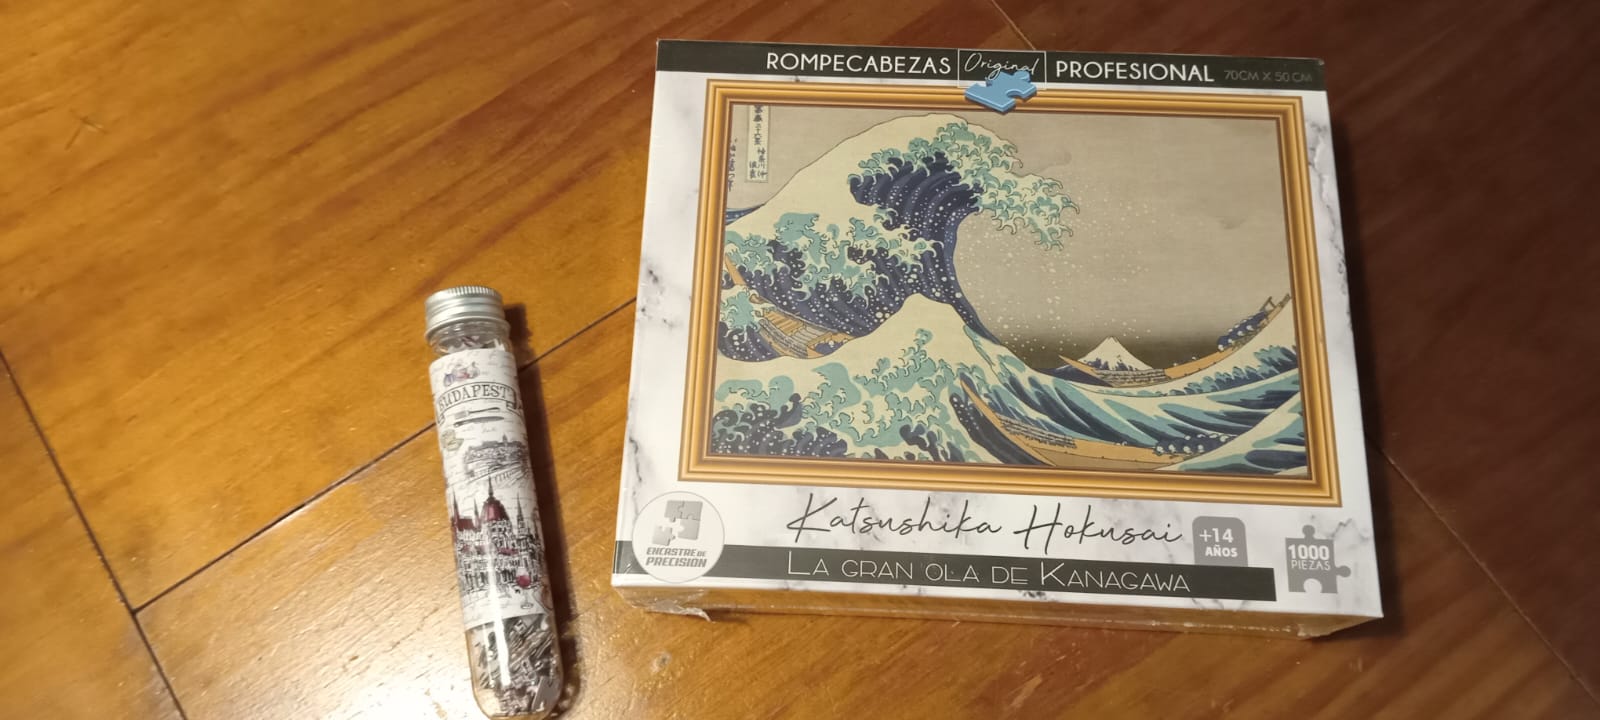 ROMPECABEZAS Original PROFESIONAL 70CM X 50 CM
Katsushika Hokusai
LA GRAN OLA DE KANAGAWA
ENCASTRE DE
PRECISION
+14
AÑOS
1000
PIEZAS
BUDAPEST